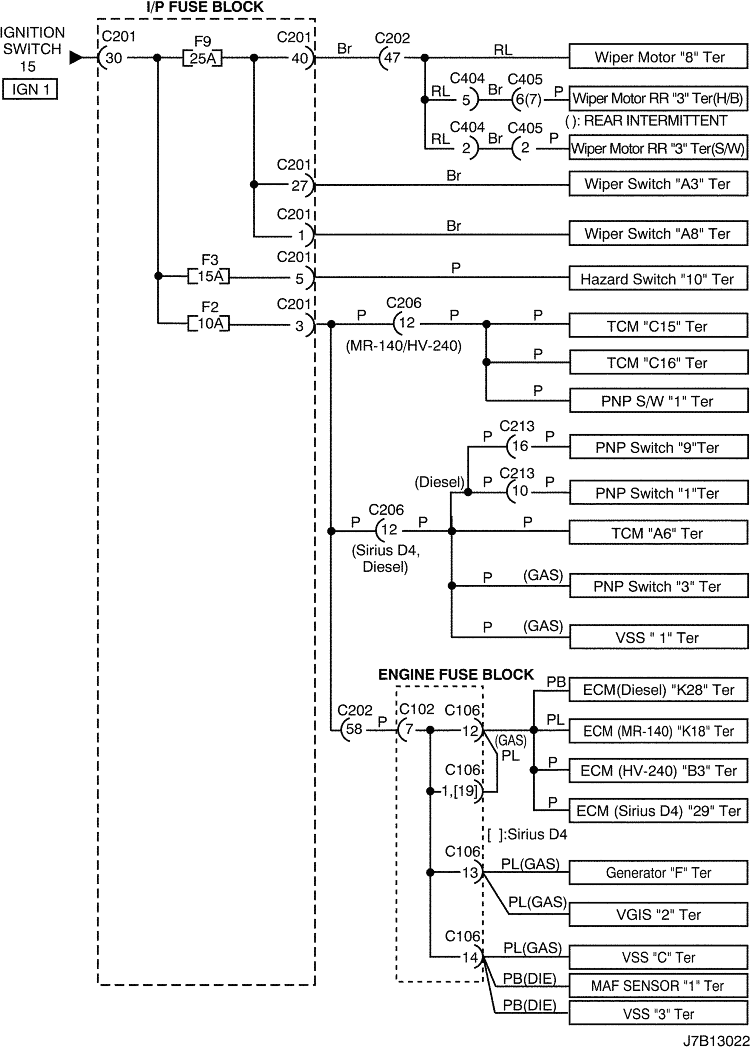 I/P FUSE BLOCK
IGNITION
SWITCH
15
IGN 1
C201
30
F9
25A
C201
40
Br
C202
47
RL
Wiper Motor "8" Ter
RL
C404
5
Br
C405
6(7)
P
Wiper Motor RR "3" Ter(H/B)
( ): REAR INTERMITTENT
RL
C404
2
Br
C405
2
P
Wiper Motor RR "3" Ter(S/W)
C201
27
Br
Wiper Switch "A3" Ter
C201
1
Br
Wiper Switch "A8" Ter
F3
15A
C201
5
P
Hazard Switch "10" Ter
F2
10A
C201
3
P
C206
12
P
(MR-140/HV-240)
P
TCM "C15" Ter
P
TCM "C16" Ter
P
PNP S/W "1" Ter
P
C213
16
P
PNP Switch "9"Ter
(Diesel)
P
C213
10
P
PNP Switch "1"Ter
P
C206
12
P
(Sirius D4,
Diesel)
P
TCM "A6" Ter
P
(GAS)
PNP Switch "3" Ter
P
(GAS)
VSS " 1" Ter
ENGINE FUSE BLOCK
C202
58
P
C102
7
C106
12
(GAS)
PL
PB
ECM(Diesel) "K28" Ter
PL
ECM (MR-140) "K18" Ter
C106
1,[19]
P
ECM (HV-240) "B3" Ter
P
ECM (Sirius D4) "29" Ter
[ ]:Sirius D4
C106
13
PL(GAS)
Generator "F" Ter
PL(GAS)
VGIS "2" Ter
C106
14
PL(GAS)
VSS "C" Ter
PB(DIE)
MAF SENSOR "1" Ter
PB(DIE)
VSS "3" Ter
J7B13022